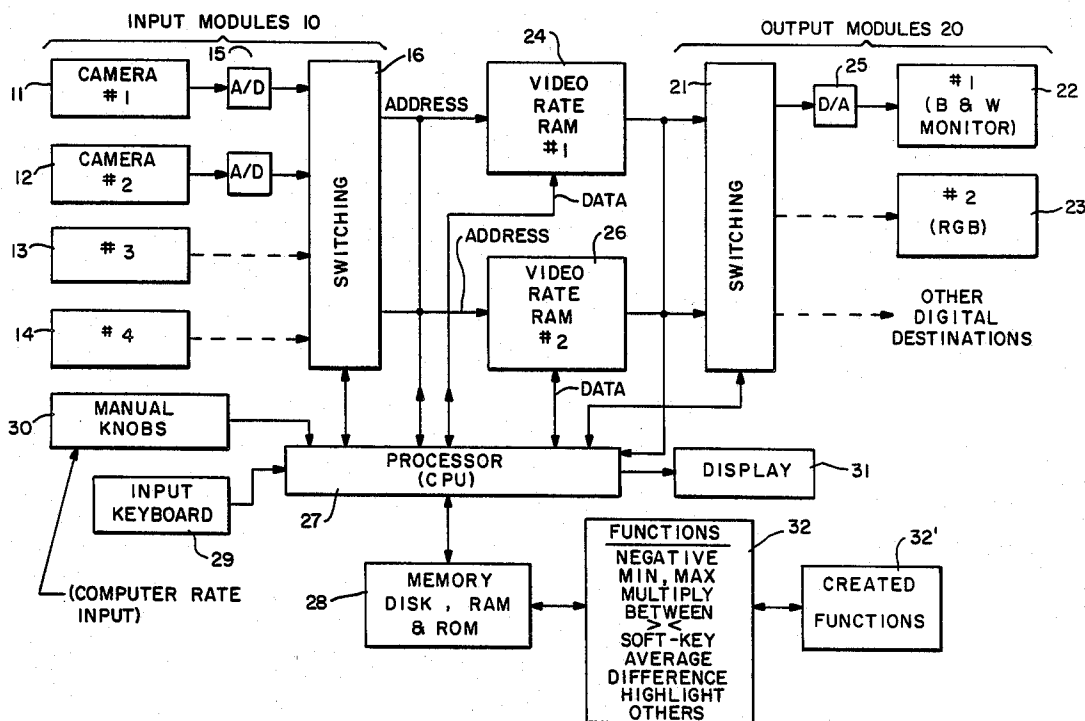 INPUT MODULES 10
15
16
24
OUTPUT MODULES 20
25
11
CAMERA
#1
A/D
ADDRESS
VIDEO
RATE
RAM
#1
21
D/A
#1
(B & W
MONITOR)
22
12
CAMERA
#2
A/D
SWITCHING
DATA
SWITCHING
#2
(RGB)
23
13
#3
ADDRESS
26
VIDEO
RATE
RAM
#2
OTHER
DIGITAL
DESTINATIONS
14
#4
DATA
30
MANUAL
KNOBS
PROCESSOR
(CPU)
27
DISPLAY
31
INPUT
KEYBOARD
29
(COMPUTER RATE
INPUT)
28
MEMORY
DISK, RAM
& ROM
FUNCTIONS
NEGATIVE
MIN, MAX
MULTIPLY
BETWEEN
> <
SOFT-KEY
AVERAGE
DIFFERENCE
HIGHLIGHT
OTHERS
32
32'
CREATED
FUNCTIONS